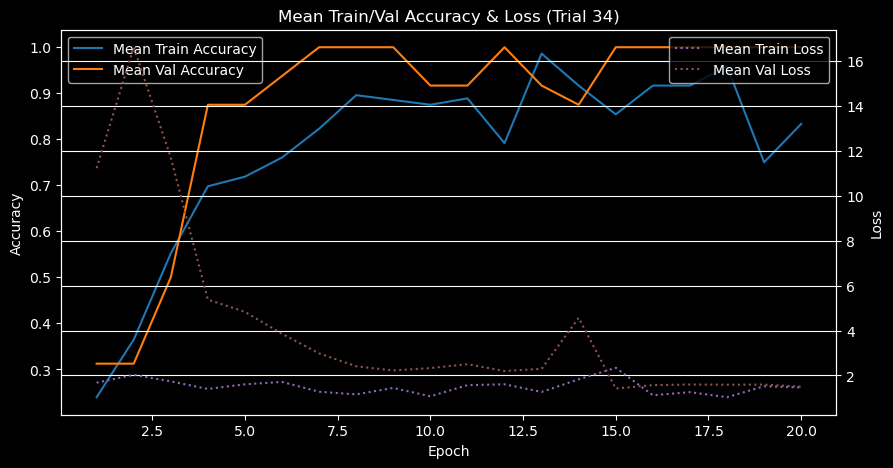 Mean Train/Val Accuracy & Loss (Trial 34)
Mean Train Accuracy
Mean Val Accuracy
Mean Train Loss
Mean Val Loss
1.0
0.9
0.8
0.7
0.6
0.5
0.4
0.3
Accuracy
16
14
12
10
8
6
4
2
Loss
2.5 5.0 7.5 10.0 12.5 15.0 17.5 20.0
Epoch